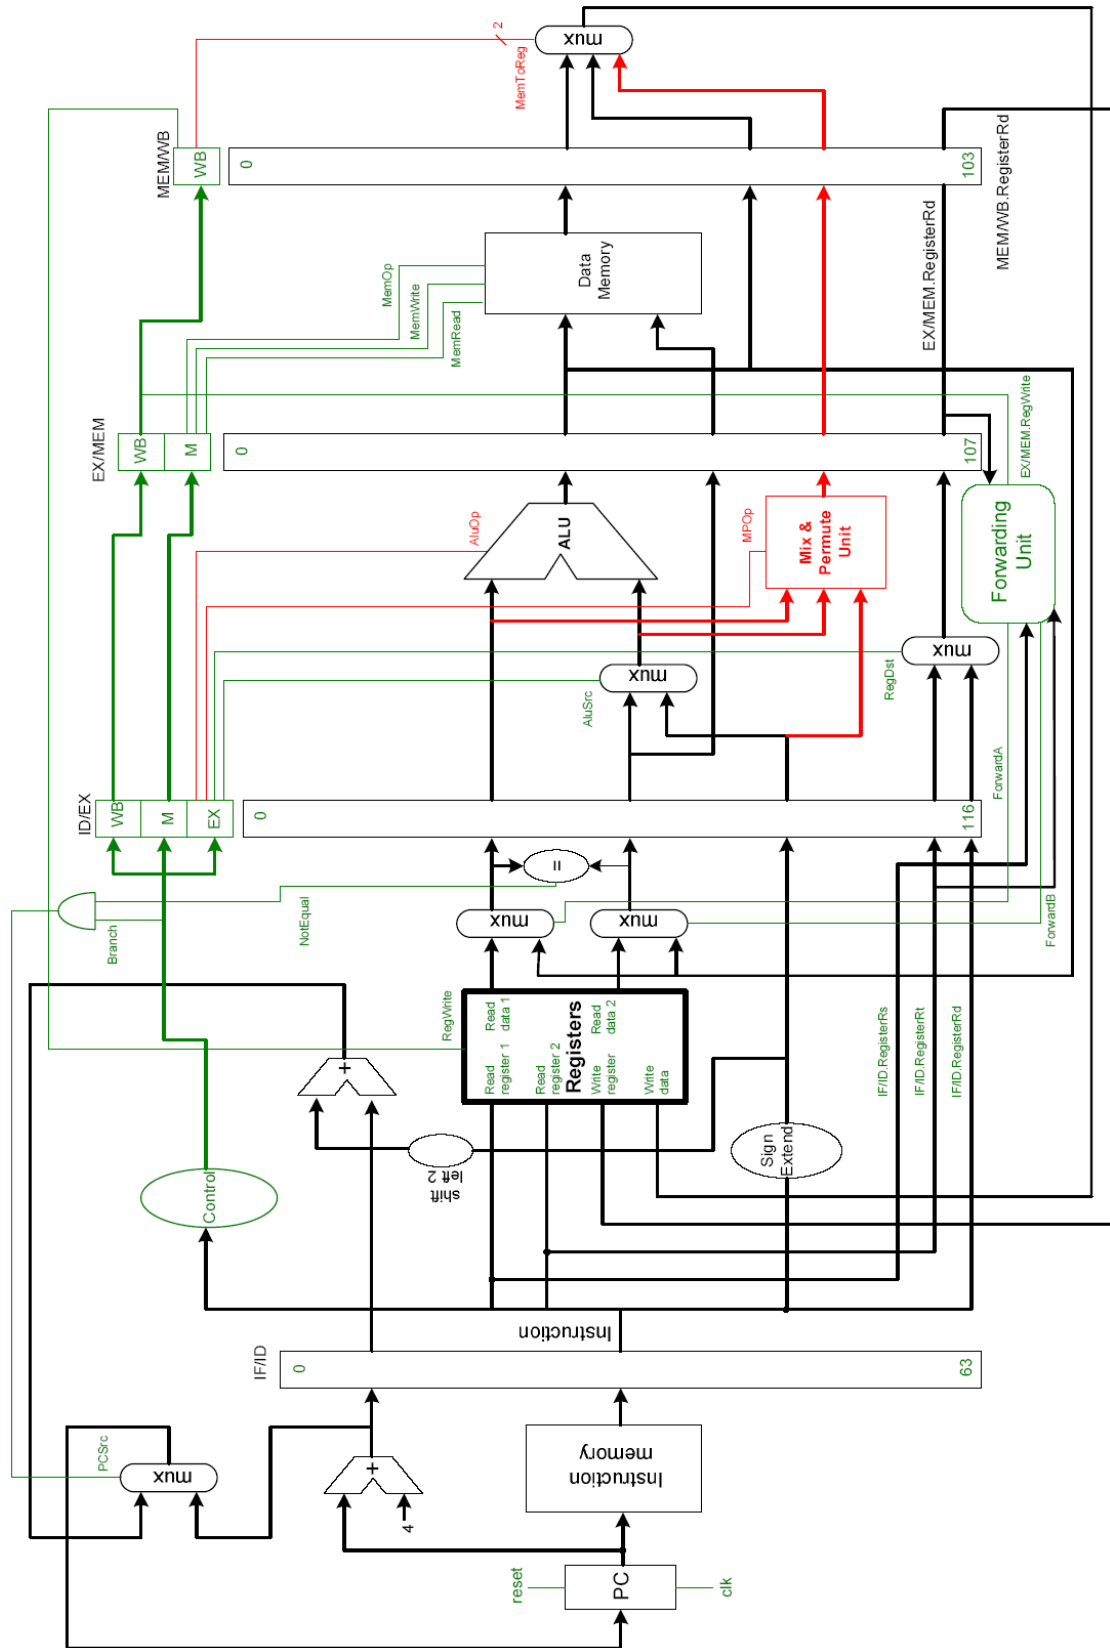 reset
PC
clk
4
+
Instruction
memory
PCSrc
mux
IF/ID
0
63
Instruction
Control
shift
left 2
+
Sign
Extend
RegWrite
Read
register 1
Read
data 1
Read
register 2
Registers
Write
register
Read
data 2
Write
data
IF/ID.RegisterRs
IF/ID.RegisterRt
IF/ID.RegisterRd
Branch
NotEqual
mux
mux
=
ForwardA
ForwardB
ID/EX
WB
M
EX
0
116
AluSrc
mux
RegDst
mux
AluOp
ALU
MPOp
Mix &
Permute
Unit
Forwarding
Unit
EX/MEM.RegWrite
EX/MEM
WB
M
0
107
MemOp
MemWrite
MemRead
Data
Memory
EX/MEM.RegisterRd
MEM/WB.RegisterRd
MEM/WB
WB
0
103
MemToReg
2
mux